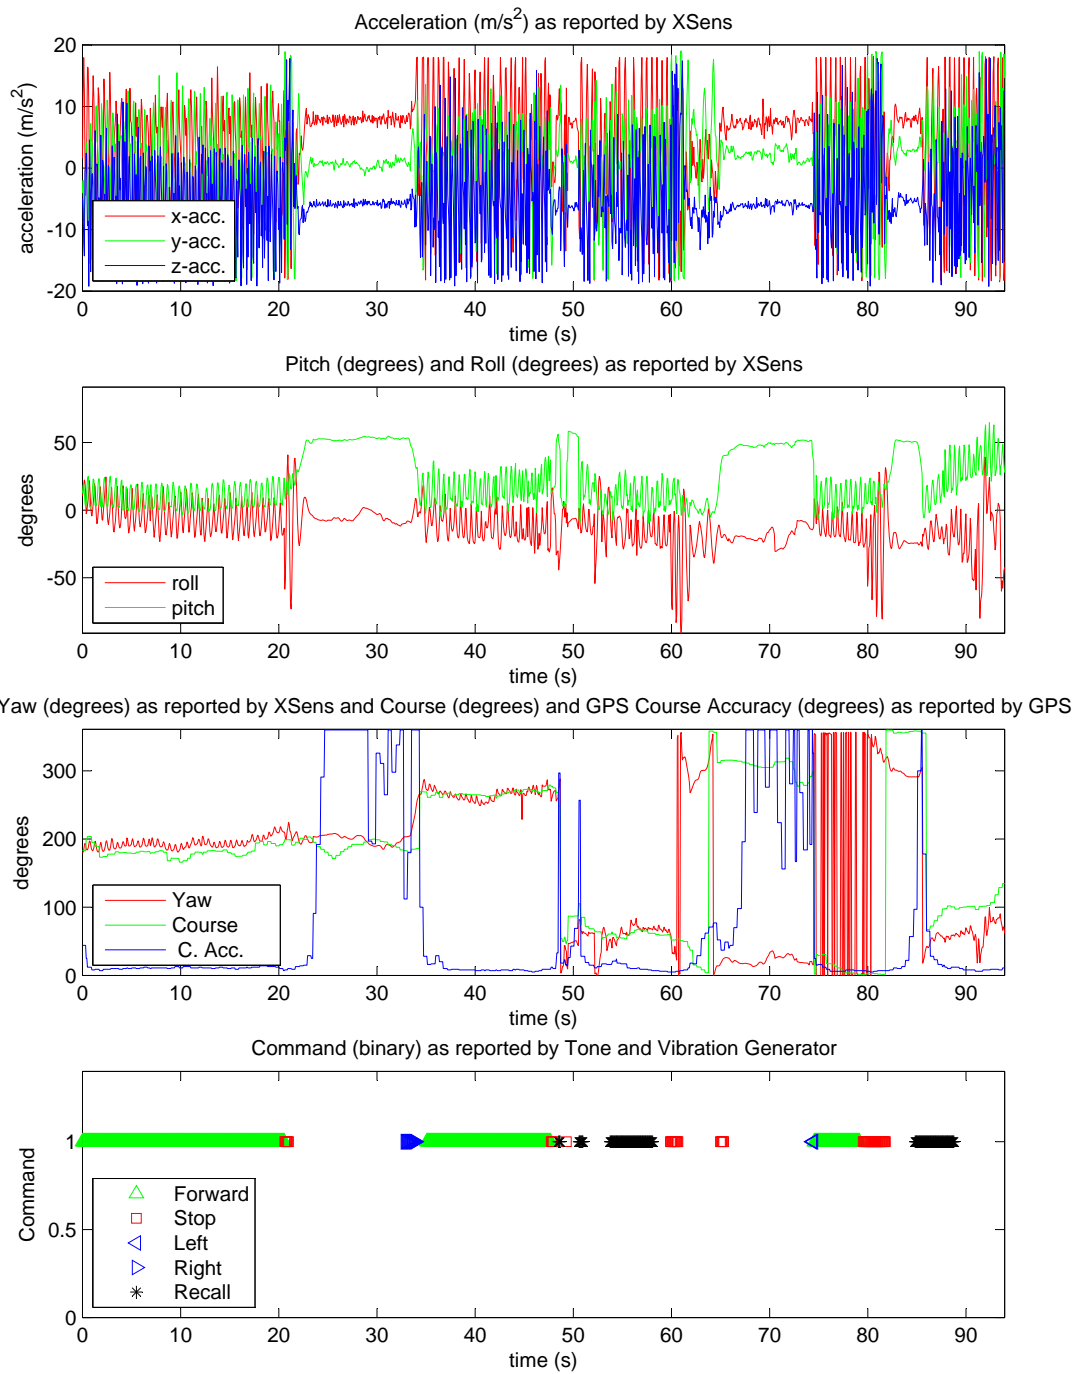 Acceleration (m/s²) as reported by XSens
20
10
0
-10
-20
acceleration (m/s²)
x-acc.
y-acc.
z-acc.
0 10 20 30 40 50 60 70 80 90
time (s)
Pitch (degrees) and Roll (degrees) as reported by XSens
50
0
-50
degrees
roll
pitch
0 10 20 30 40 50 60 70 80 90
time (s)
Yaw (degrees) as reported by XSens and Course (degrees) and GPS Course Accuracy (degrees) as reported by GPS
300
200
100
0
degrees
Yaw
Course
C. Acc.
0 10 20 30 40 50 60 70 80 90
time (s)
Command (binary) as reported by Tone and Vibration Generator
1
0.5
0
Command
Forward
Stop
Left
Right
Recall
0 10 20 30 40 50 60 70 80 90
time (s)